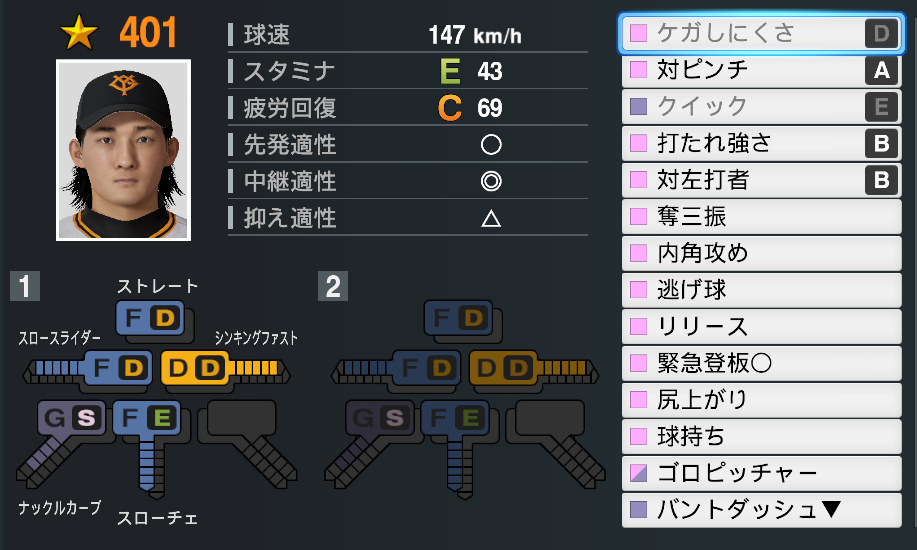 401
球速 147 km/h
スタミナ E 43
疲労回復 C 69
先発適性 ○
中継適性 ◎
抑え適性 △
1
ストレート
F D
スロースライダー
シンキングファスト
F D
D D
G S
F E
ナックルカーブ
スローチェ
2
F D
F D
D D
G S
F E
ケガしにくさ D
対ピンチ A
クイック E
打たれ強さ B
対左打者 B
奪三振
内角攻め
逃げ球
リリース
緊急登板○
尻上がり
球持ち
ゴロピッチャー
バントダッシュ▼